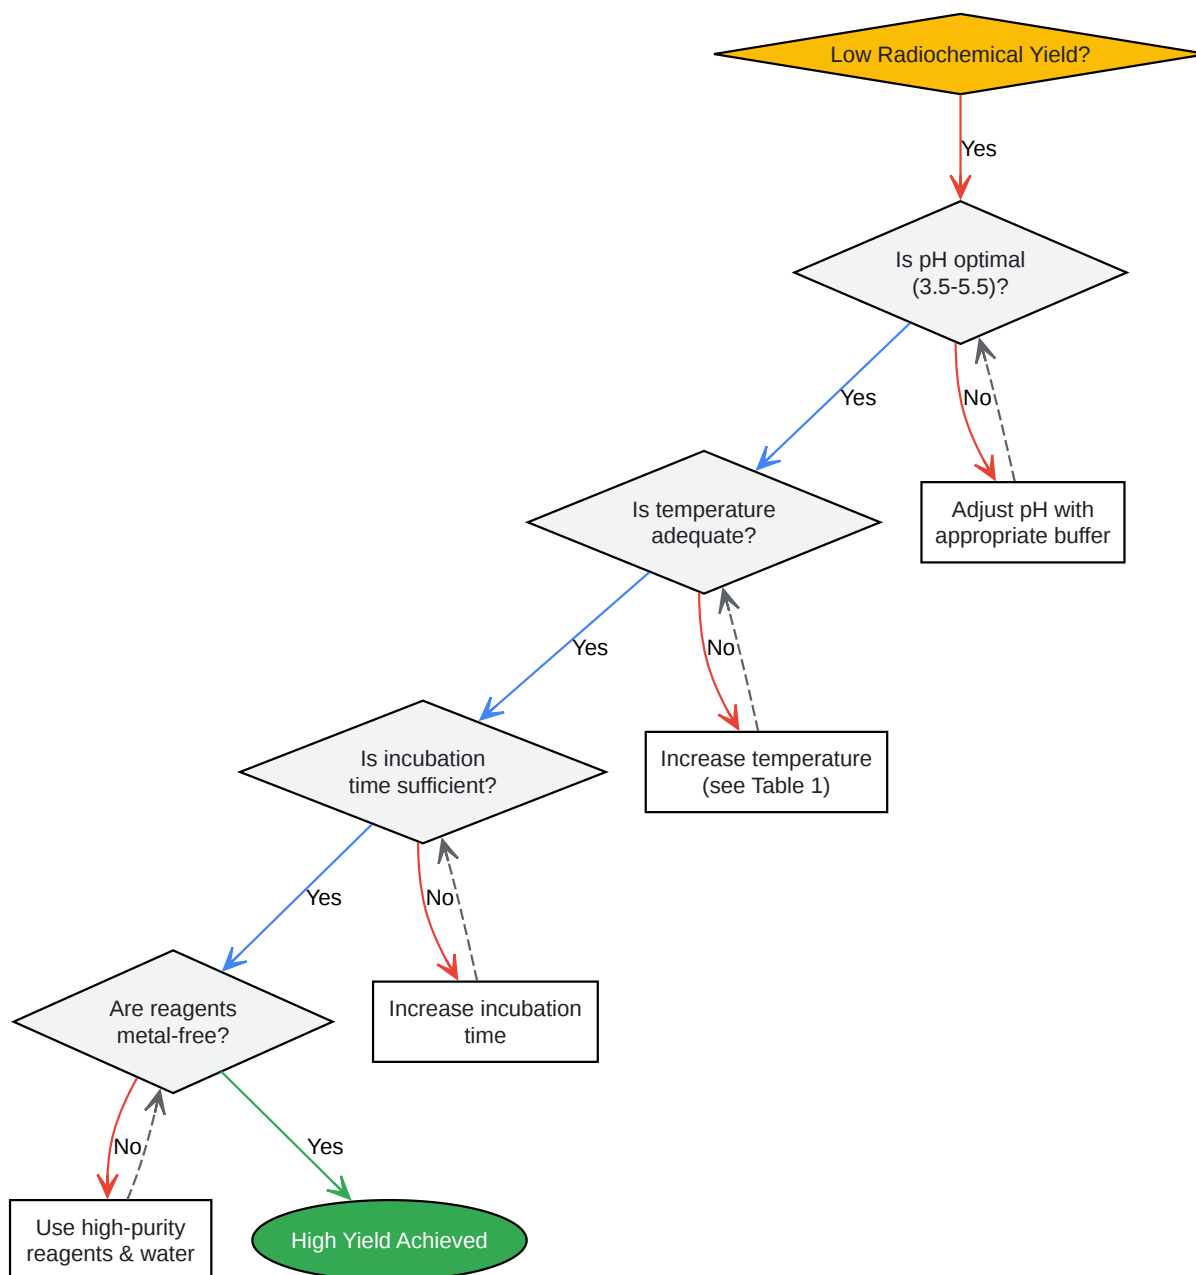 Low Radiochemical Yield?
Yes
Is pH optimal
(3.5-5.5)?
Yes
No
Is temperature
adequate?
Adjust pH with
appropriate buffer
Yes
No
Is incubation
time sufficient?
Increase temperature
(see Table 1)
Yes
No
Are reagents
metal-free?
Increase incubation
time
No
Yes
Use high-purity
reagents & water
High Yield Achieved